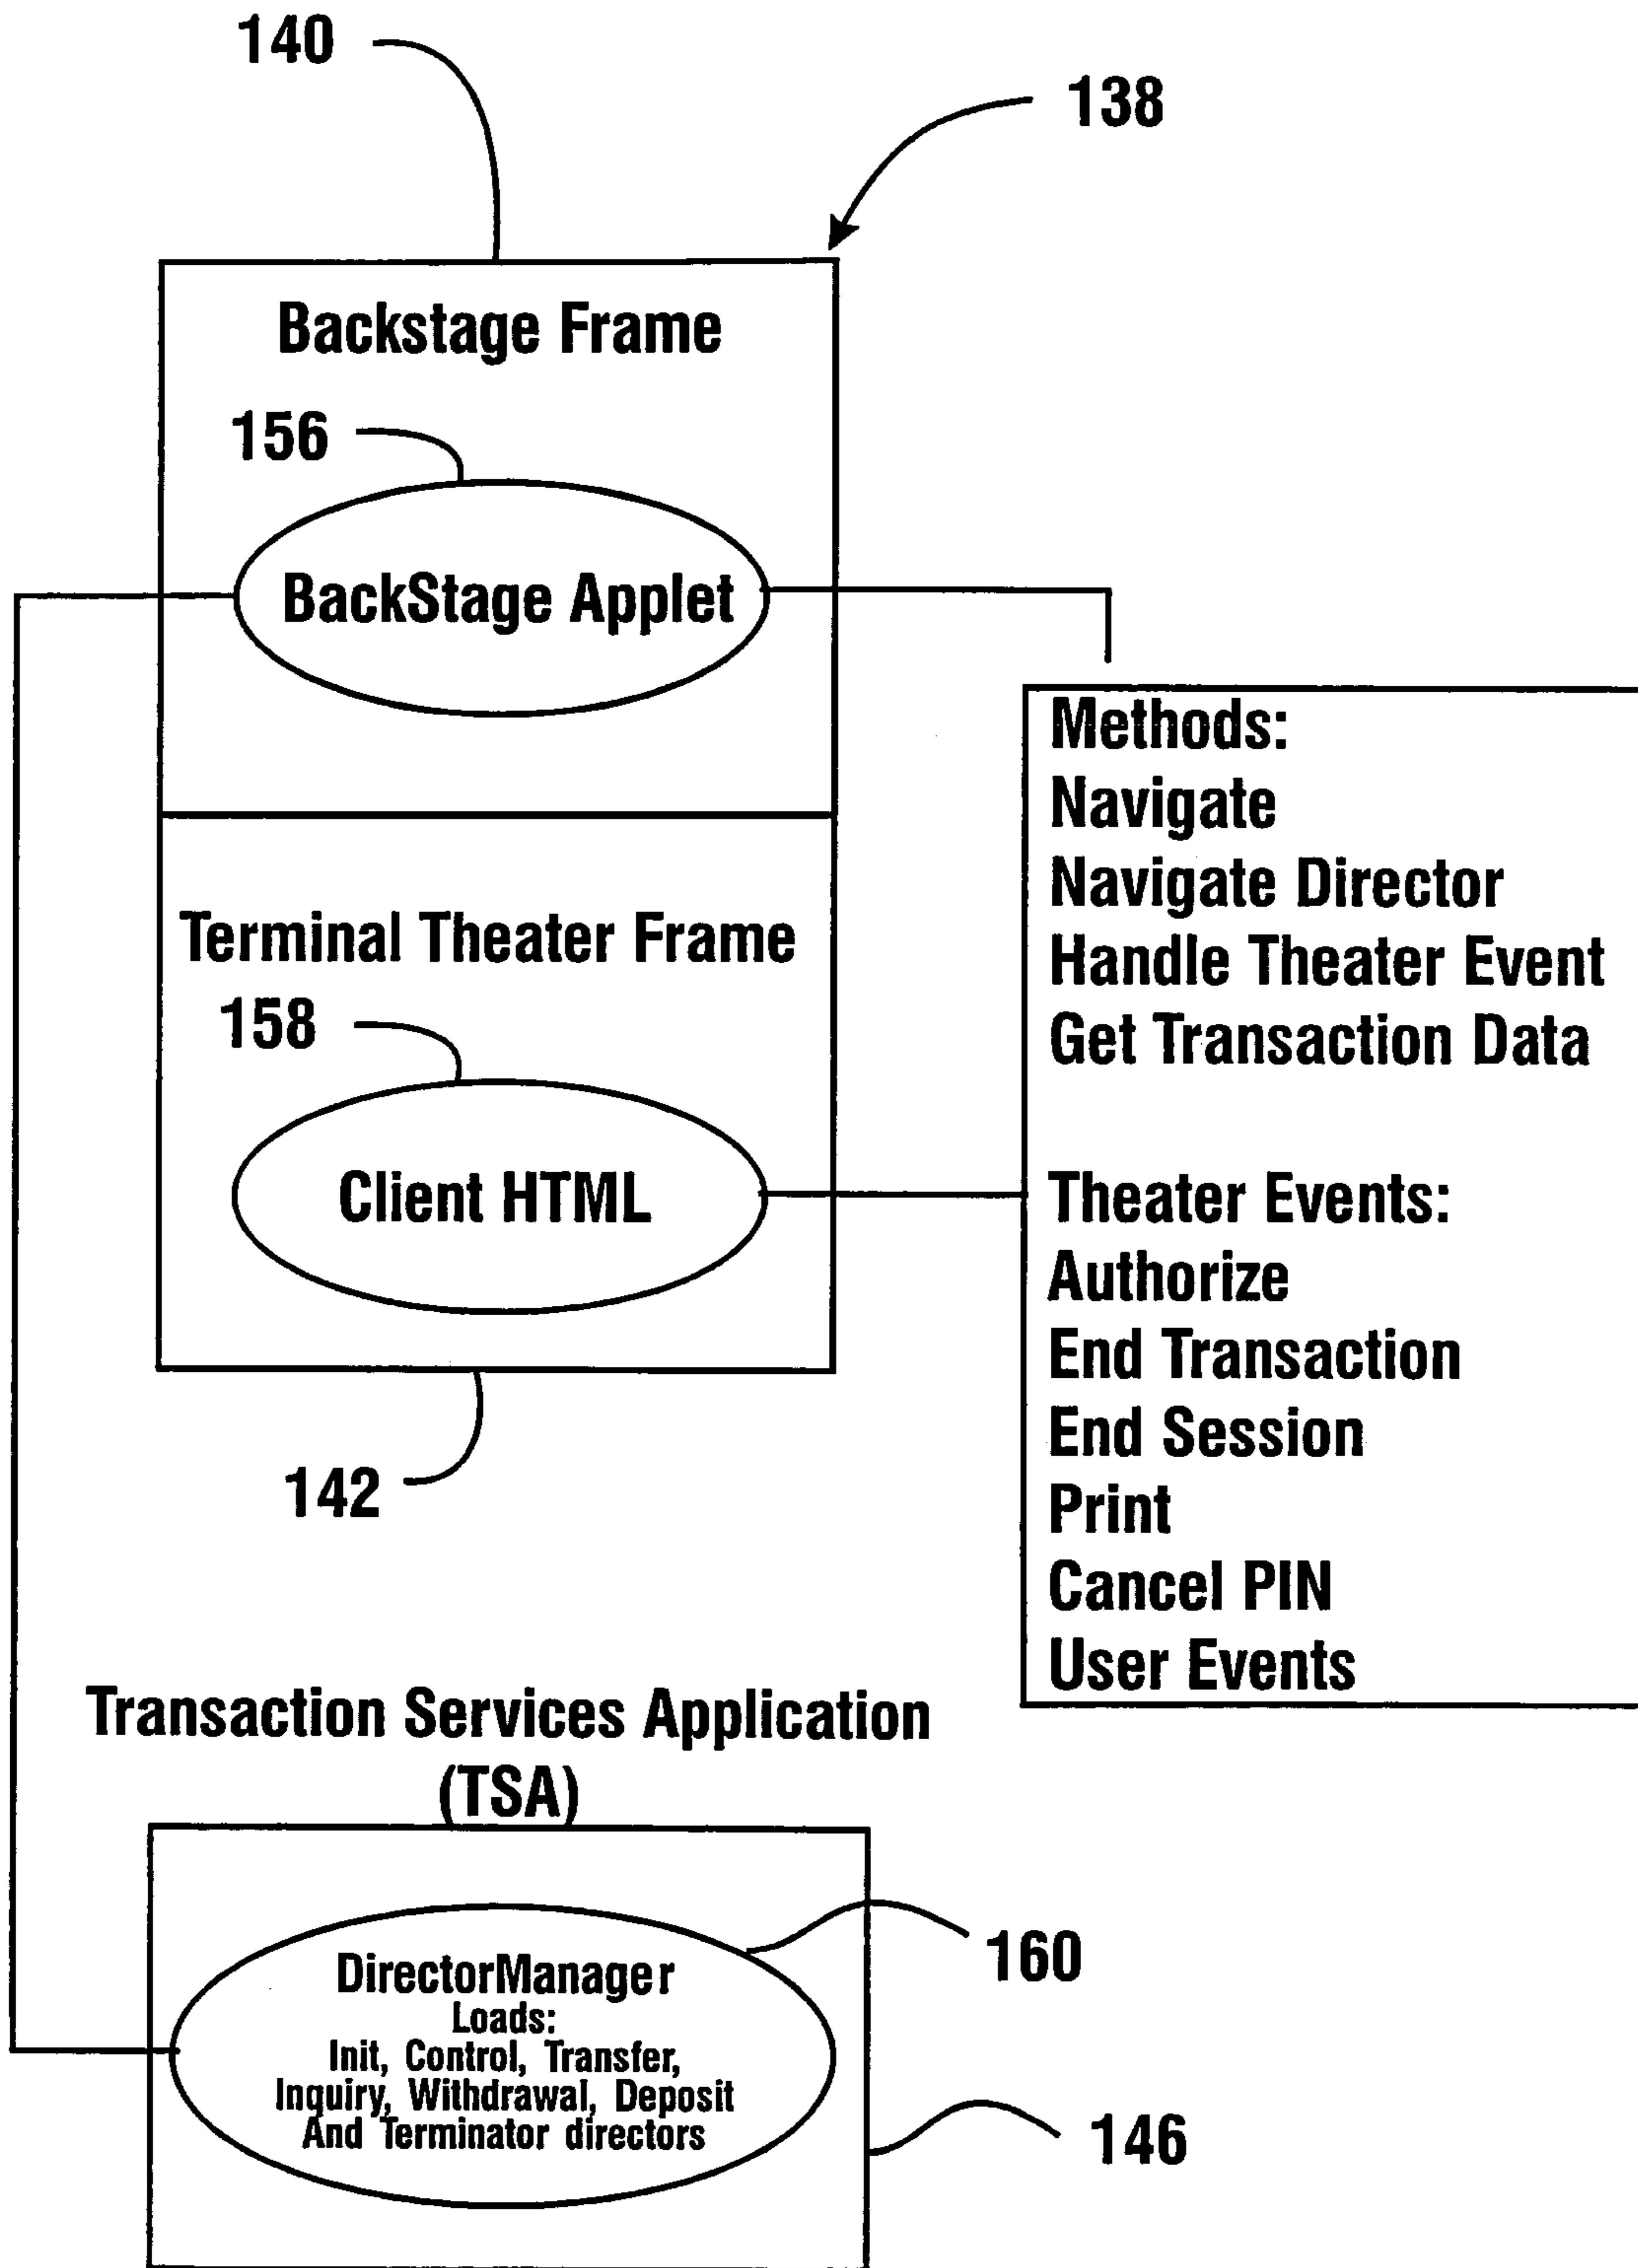 140
138
Backstage Frame
156
BackStage Applet
Methods:
Navigate
Navigate Director
Handle Theater Event
Get Transaction Data
Theater Events:
Authorize
End Transaction
End Session
Print
Cancel PIN
User Events
Terminal Theater Frame
158
Client HTML
142
Transaction Services Application
(TSA)
DirectorManager
Loads:
Init, Control, Transfer,
Inquiry, Withdrawal, Deposit
And Terminator directors
160
146